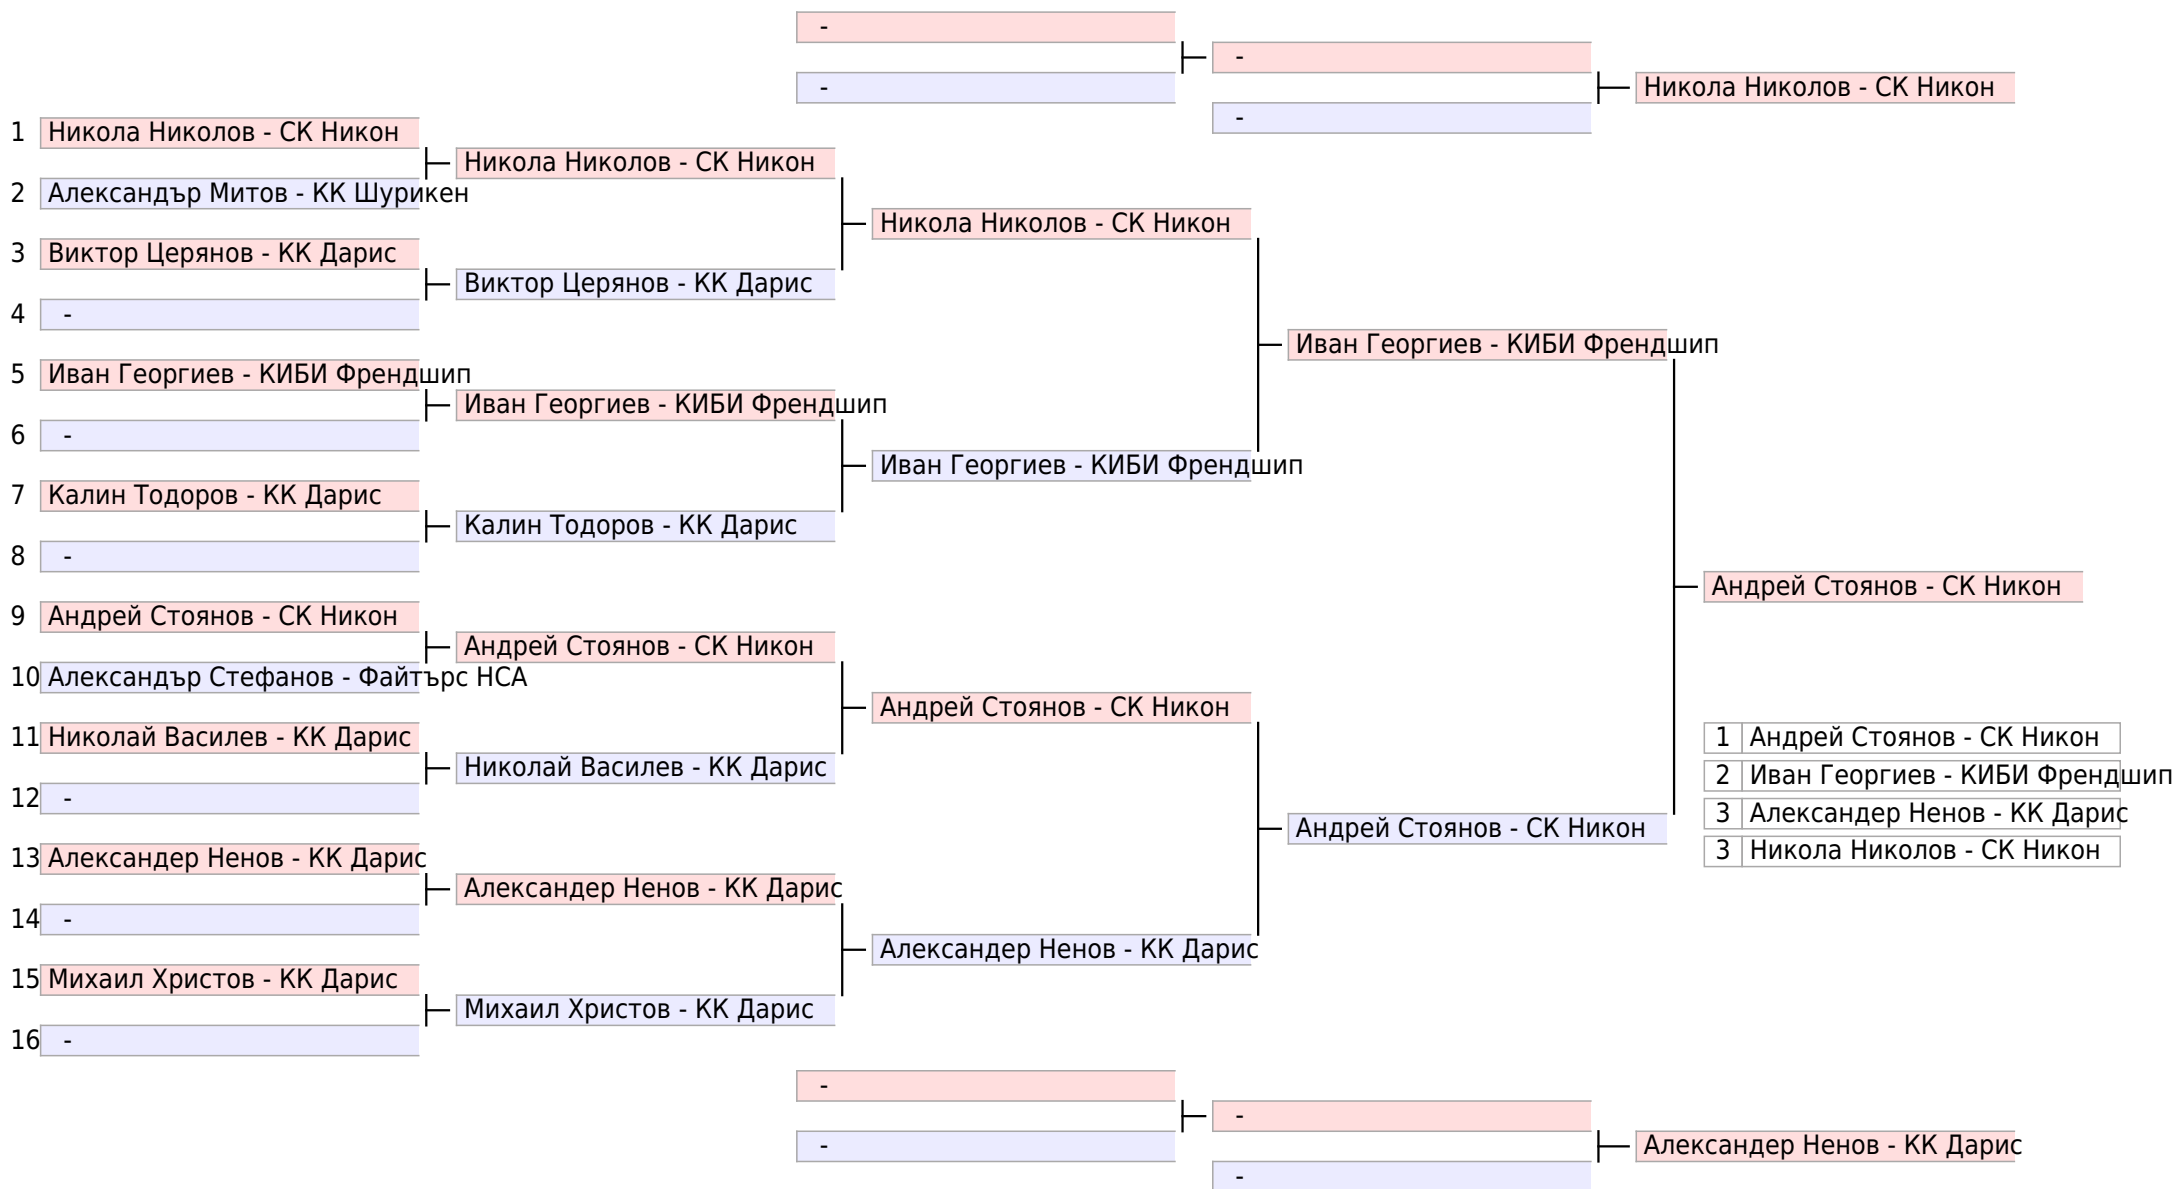 -
-
-
-
Никола Николов - СК Никон
1 Никола Николов - СК Никон
2 Александър Митов - КК Шурикен
3 Виктор Церянов - КК Дарис
4 -
5 Иван Георгиев - КИБИ Френдшип
6 -
7 Калин Тодоров - КК Дарис
8 -
9 Андрей Стоянов - СК Никон
10 Александър Стефанов - Файтърс НСА
11 Николай Василев - КК Дарис
12 -
13 Александер Ненов - КК Дарис
14 -
15 Михаил Христов - КК Дарис
16 -
Никола Николов - СК Никон
Виктор Церянов - КК Дарис
Иван Георгиев - КИБИ Френдшип
Калин Тодоров - КК Дарис
Андрей Стоянов - СК Никон
Николай Василев - КК Дарис
Александер Ненов - КК Дарис
Михаил Христов - КК Дарис
Никола Николов - СК Никон
Иван Георгиев - КИБИ Френдшип
Андрей Стоянов - СК Никон
Александер Ненов - КК Дарис
Иван Георгиев - КИБИ Френдшип
Андрей Стоянов - СК Никон
Андрей Стоянов - СК Никон
1 Андрей Стоянов - СК Никон
2 Иван Георгиев - КИБИ Френдшип
3 Александер Ненов - КК Дарис
3 Никола Николов - СК Никон
-
-
-
-
Александер Ненов - КК Дарис